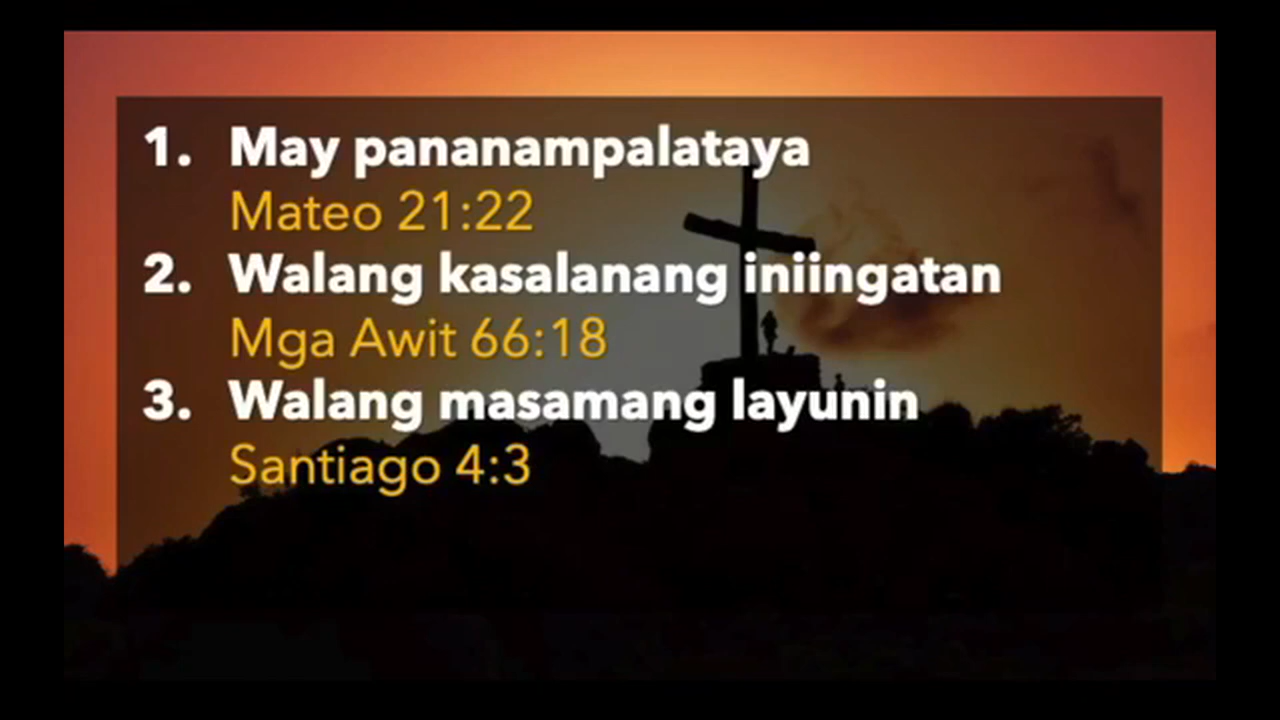 1. May pananampalataya
Mateo 21:22
2. Walang kasalanang iniingatan
Mga Awit 66:18
3. Walang masamang layunin
Santiago 4:3